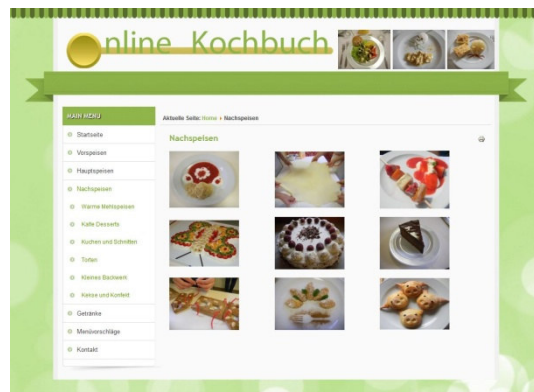 Online Kochbuch
MAIN MENU
Aktuelle Seite: Home Nachspeisen
Startseite
Vorspeisen
Hauptspeisen
Nachspeisen
Warme Mehlspeisen
Kalte Desserts
Kuchen und Schnitten
Torten
Kleines Backwerk
Kekse und Konfekt
Getränke
Menüvorschläge
Kontakt
Nachspeisen